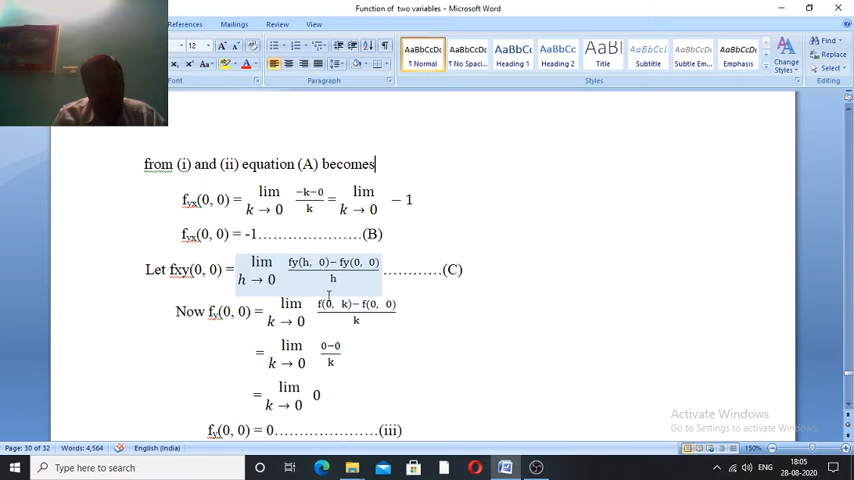 Function of two variables - Microsoft Word
References Mailings Review View
12
Font Paragraph Styles Editing
AaBbCcDc AaBbCcDc AaBbC AaBbCc AaBl AaBbCcl AaBbCcD AaBbCcDc
¶ Normal ¶ No Spaci... Heading 1 Heading 2 Title Subtitle Subtle Em... Emphasis
Change Styles
Find
Replace
Select
from (i) and (ii) equation (A) becomes
fyx(0, 0) = lim k → 0 −k−0/k = lim k → 0 − 1
fyx(0, 0) = -1…………………(B)
Let fxy(0, 0) = lim h → 0 fy(h, 0)− fy(0, 0)/h …………(C)
Now fy(0, 0) = lim k → 0 f(0, k)− f(0, 0)/k
= lim k → 0 0−0/k
= lim k → 0 0
fy(0, 0) = 0…………………(iii)
Activate Windows
Go to Settings to activate Windows.
Page: 30 of 32 Words: 4,564 English (India) 150%
Type here to search
ENG 18:05
28-08-2020